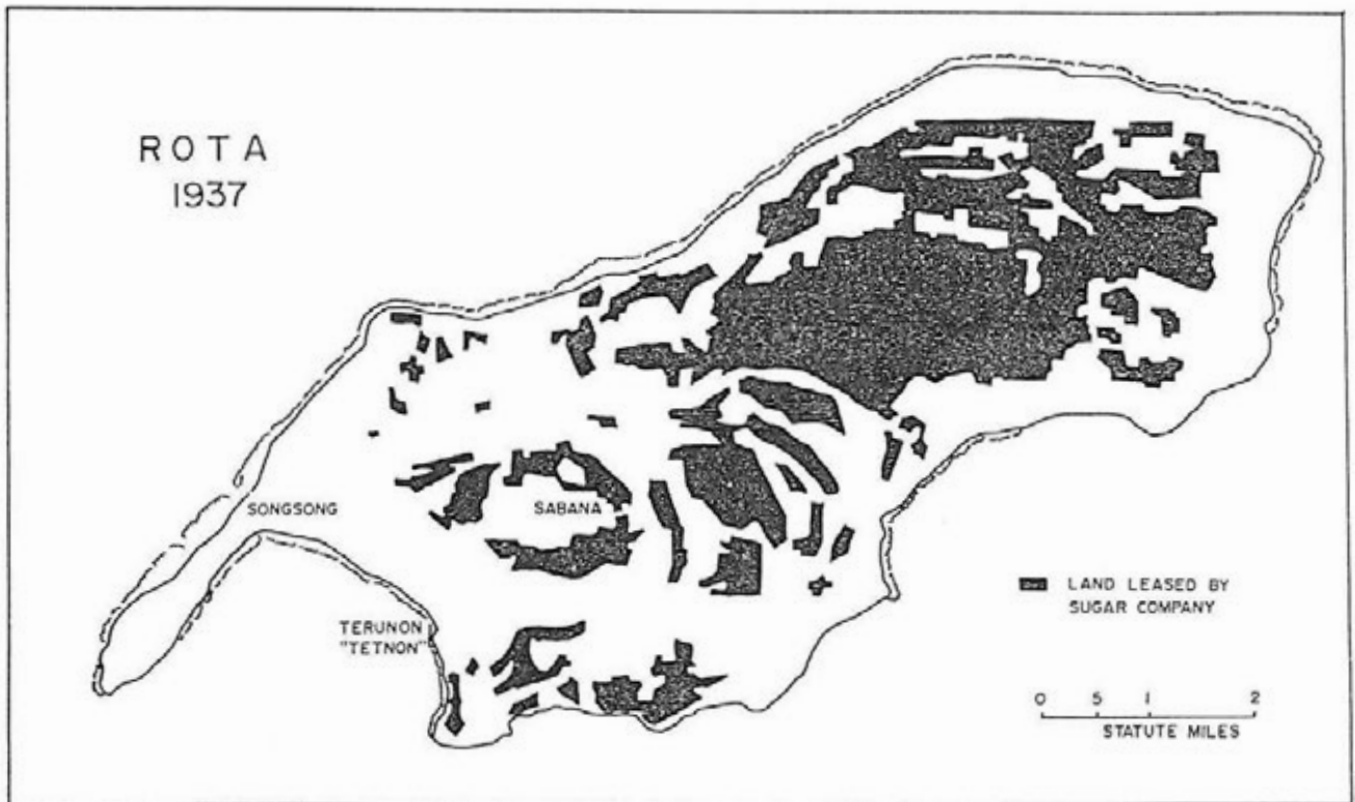 ROTA
1937
SONGSONG
SABANA
TERUNON
"TETNON"
LAND LEASED BY
SUGAR COMPANY
0 5 1 2
STATUTE MILES